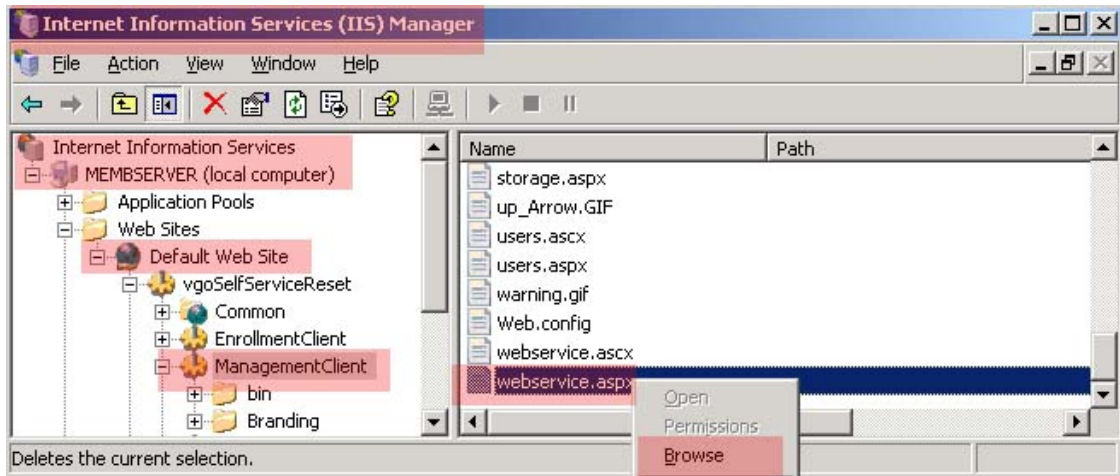 Internet Information Services (IIS) Manager
File Action View Window Help
Internet Information Services
MEMBSERVER (local computer)
Application Pools
Web Sites
Default Web Site
vgoSelfServiceReset
Common
EnrollmentClient
ManagementClient
bin
Branding
Name Path
storage.aspx
up_Arrow.GIF
users.ascx
users.aspx
warning.gif
Web.config
webservice.ascx
webservice.aspx
Open
Permissions
Browse
Deletes the current selection.